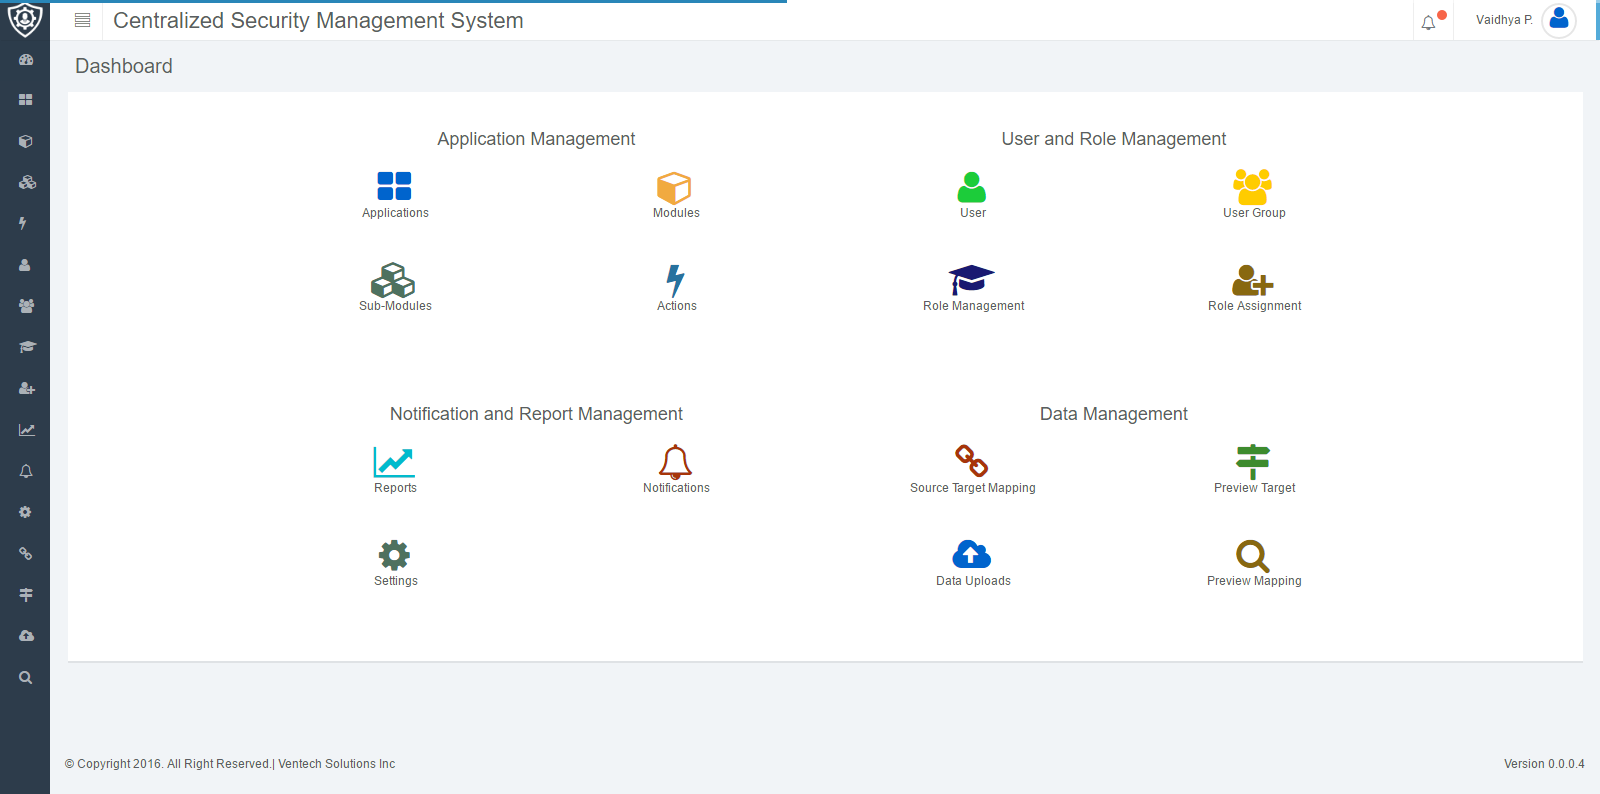 Centralized Security Management System
Vaidhya P.
Dashboard
Application Management
User and Role Management
Applications
Modules
User
User Group
Sub-Modules
Actions
Role Management
Role Assignment
Notification and Report Management
Data Management
Reports
Notifications
Source Target Mapping
Preview Target
Settings
Data Uploads
Preview Mapping
© Copyright 2016. All Right Reserved.| Ventech Solutions Inc
Version 0.0.0.4